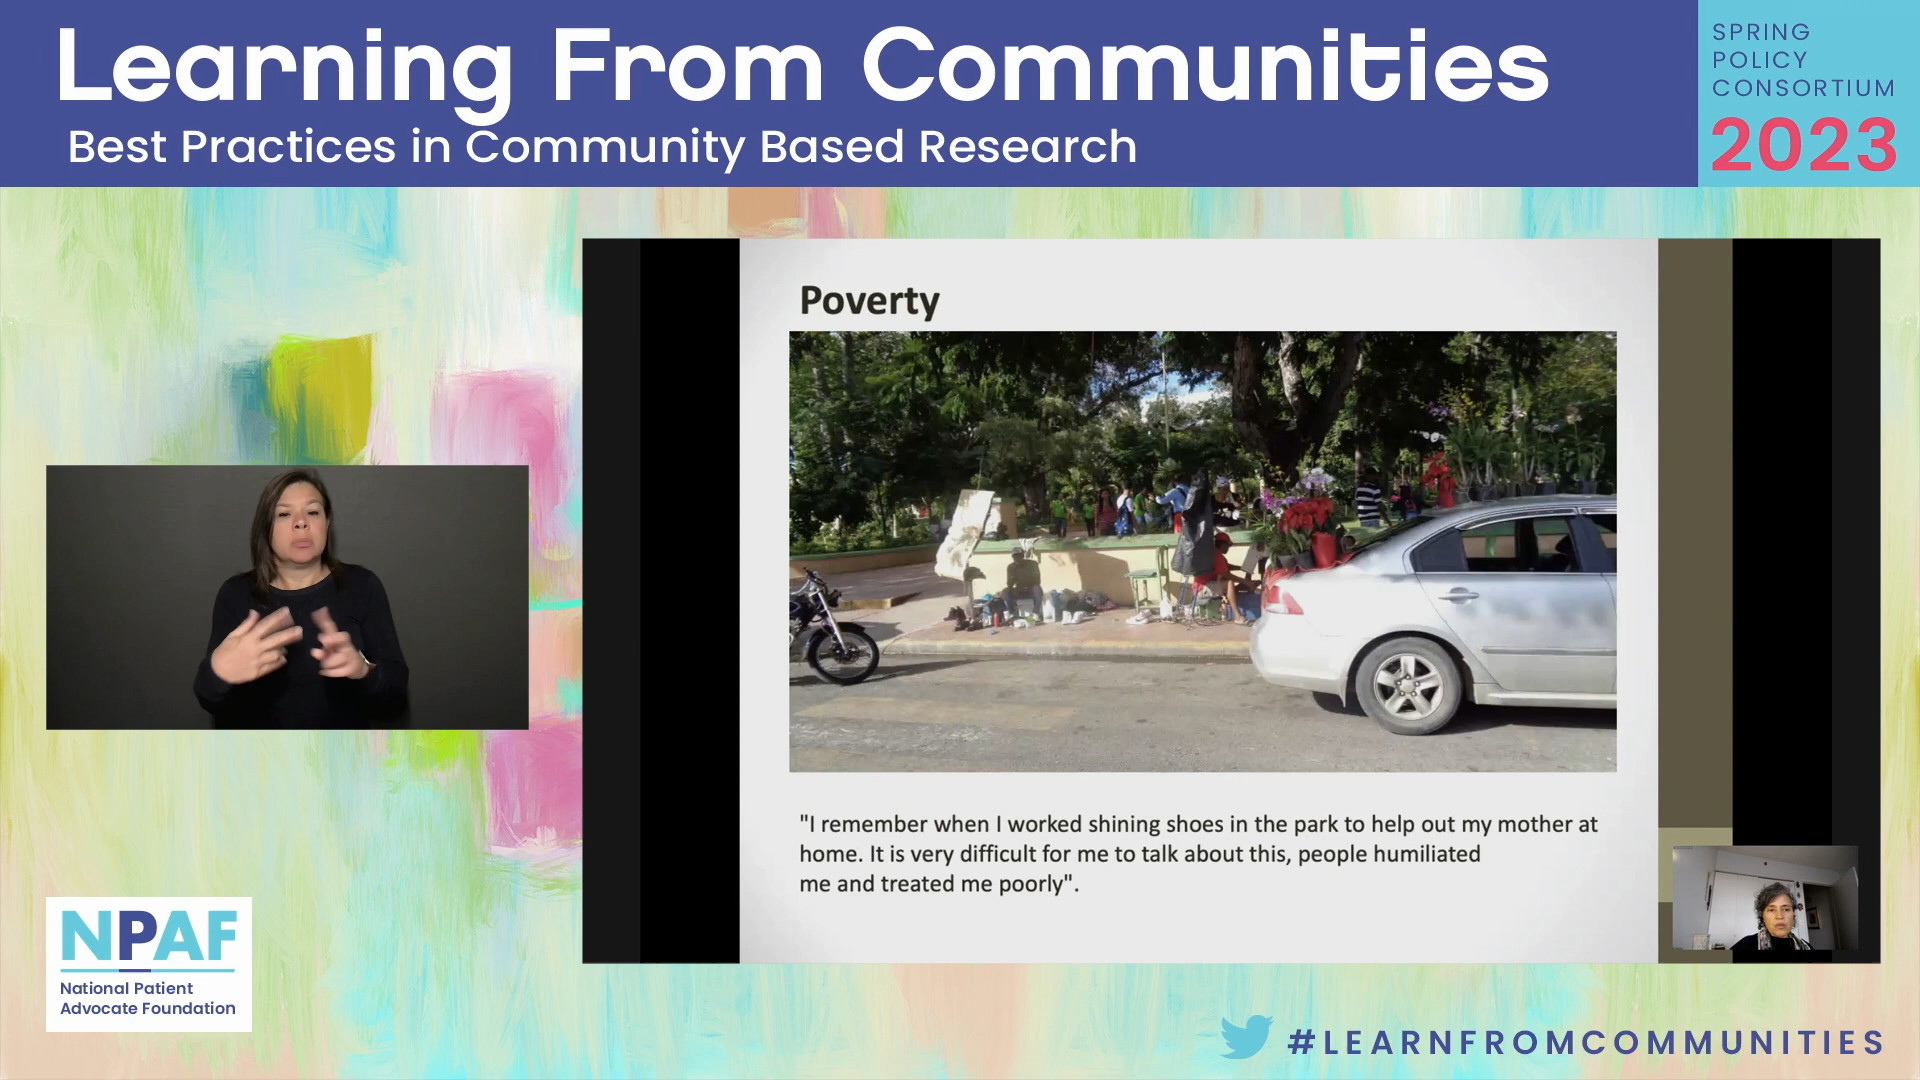 Learning From Communities
Best Practices in Community Based Research
SPRING
POLICY
CONSORTIUM
2023
Poverty
"I remember when I worked shining shoes in the park to help out my mother at
home. It is very difficult for me to talk about this, people humiliated
me and treated me poorly".
NPAF
National Patient
Advocate Foundation
#LEARNFROMCOMMUNITIES